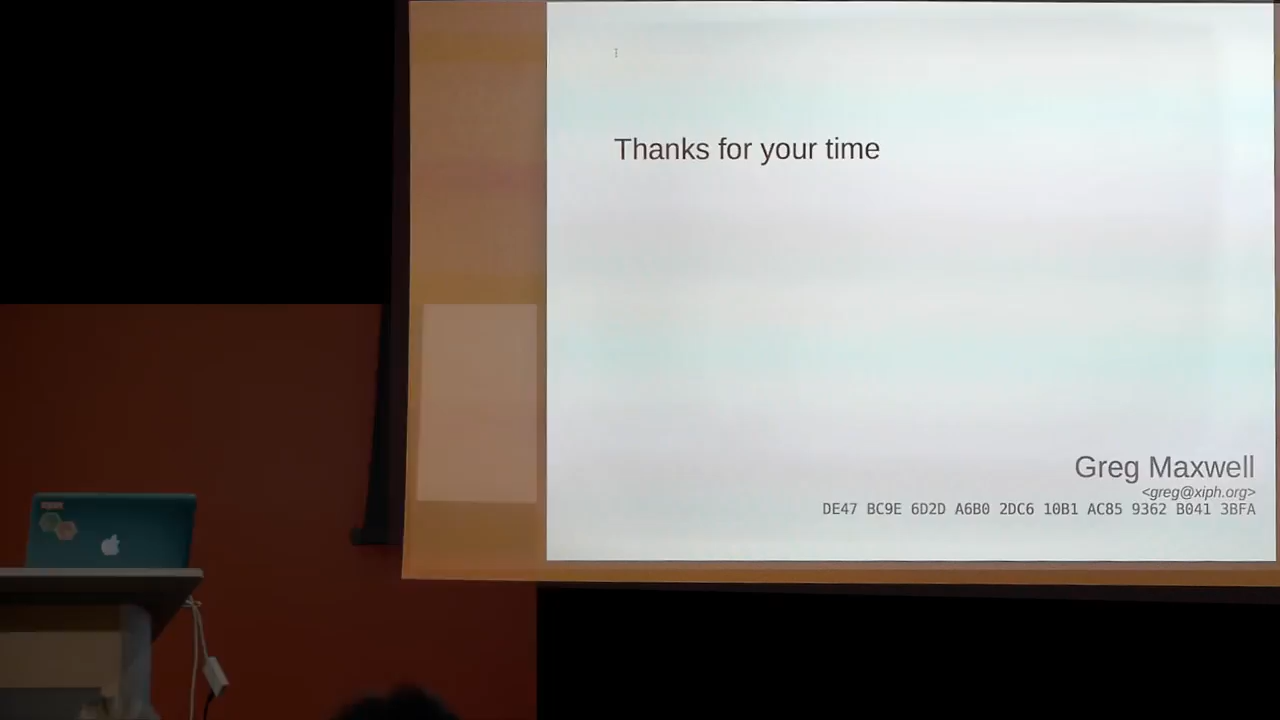 Thanks for your time
Greg Maxwell
<greg@xiph.org>
DE47 BC9E 6D2D A6B0 2DC6 10B1 AC85 9362 B041 3BFA